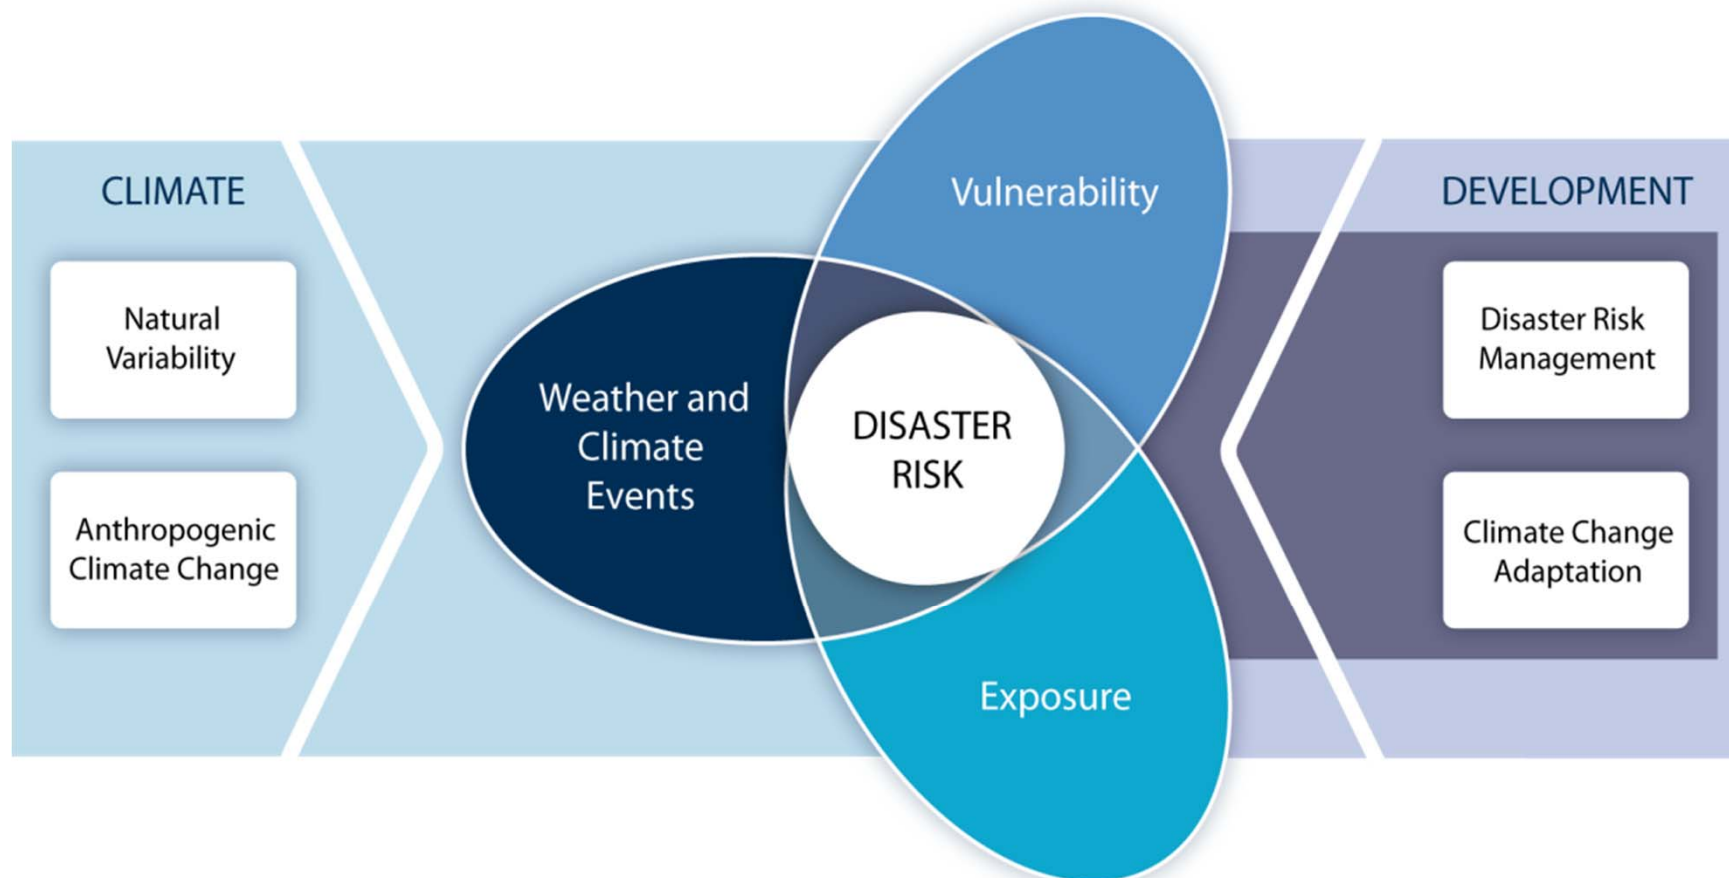 CLIMATE
Natural
Variability
Anthropogenic
Climate Change
Weather and
Climate
Events
Vulnerability
DISASTER
RISK
Exposure
DEVELOPMENT
Disaster Risk
Management
Climate Change
Adaptation